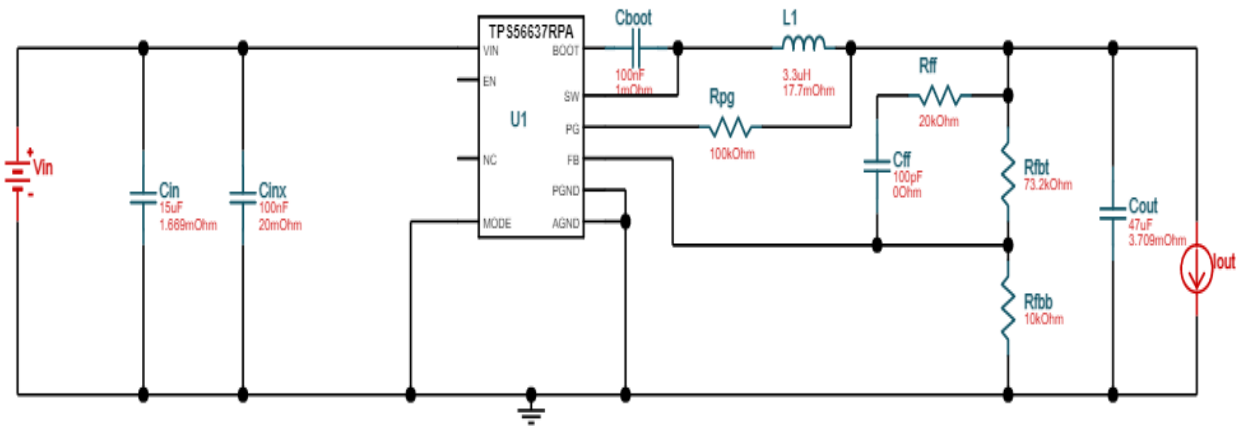 TPS56637RPA
VIN
BOOT
EN
SW
U1
PG
NC
FB
PGND
MODE
AGND
Vin
Cin
15uF
1.669mOhm
Cinx
100nF
20mOhm
Cboot
100nF
1mOhm
L1
3.3uH
17.7mOhm
Rpg
100kOhm
Rff
20kOhm
Cff
100pF
0Ohm
Rfbt
73.2kOhm
Rfbb
10kOhm
Cout
47uF
3.709mOhm
Iout